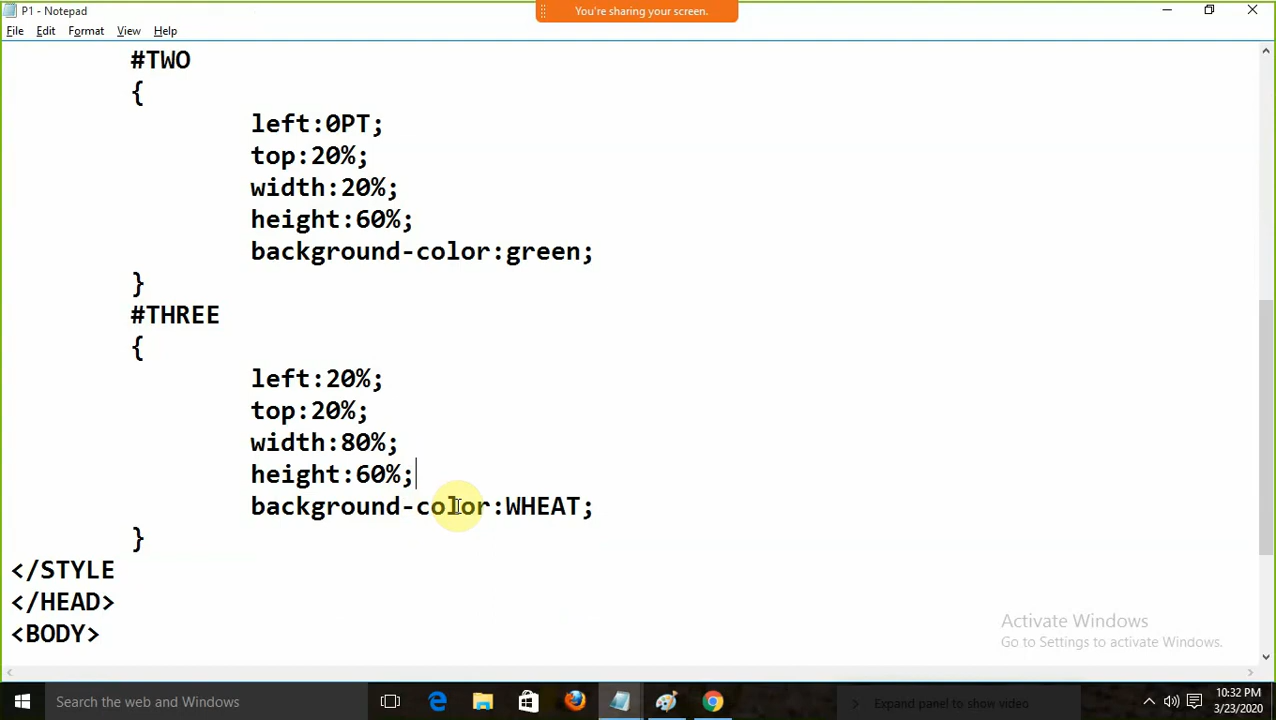 P1 - Notepad
You're sharing your screen.
File Edit Format View Help
#TWO
{
left:0PT;
top:20%;
width:20%;
height:60%;
background-color:green;
}
#THREE
{
left:20%;
top:20%;
width:80%;
height:60%;
background-color:WHEAT;
}
</STYLE
</HEAD>
<BODY>
Activate Windows
Go to Settings to activate Windows.
Search the web and Windows
Expand panel to show video
10:32 PM
3/23/2020